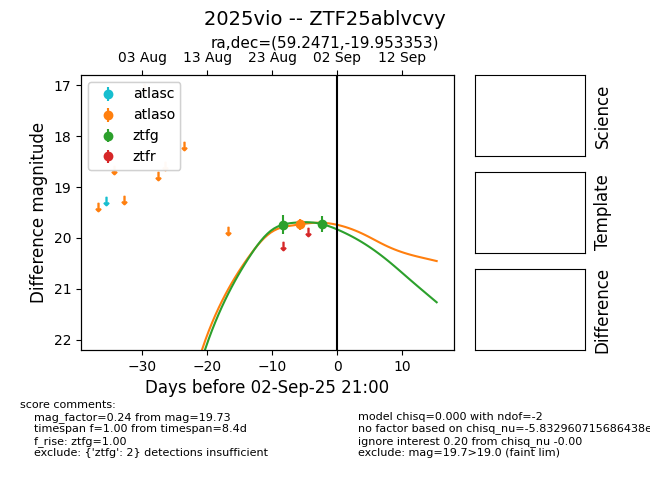 2025vio -- ZTF25ablvcvy
ra,dec=(59.2471,-19.953353)
03 Aug 13 Aug 23 Aug 02 Sep 12 Sep
17
18
19
20
21
22
Difference magnitude
atlasc
atlaso
ztfg
ztfr
−30 −20 −10 0 10
Days before 02-Sep-25 21:00
Science
Template
Difference
score comments:
mag_factor=0.24 from mag=19.73
timespan f=1.00 from timespan=8.4d
f_rise: ztfg=1.00
exclude: {'ztfg': 2} detections insufficient
model chisq=0.000 with ndof=-2
no factor based on chisq_nu=-5.832960715686438e
ignore interest 0.20 from chisq_nu -0.00
exclude: mag=19.7>19.0 (faint lim)